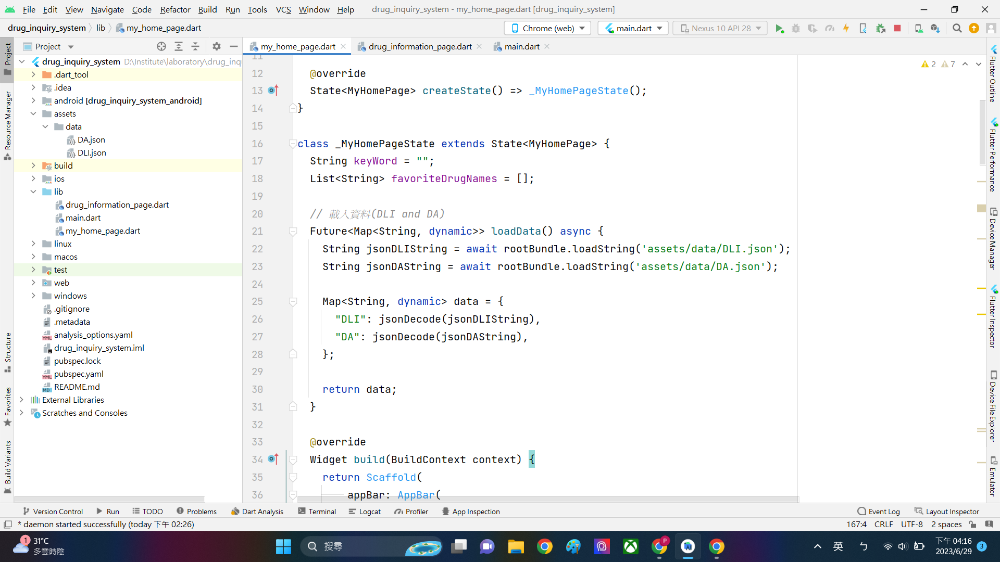 File Edit View Navigate Code Refactor Build Run Tools VCS Window Help drug_inquiry_system - my_home_page.dart [drug_inquiry_system]
drug_inquiry_system lib my_home_page.dart Chrome (web) main.dart Nexus 10 API 28
Project
my_home_page.dart drug_information_page.dart main.dart
drug_inquiry_system D:\Institute\laboratory\drug_inqu
.dart_tool
.idea
android [drug_inquiry_system_android]
assets
data
DA.json
DLI.json
build
ios
lib
drug_information_page.dart
main.dart
my_home_page.dart
linux
macos
test
web
windows
.gitignore
.metadata
analysis_options.yaml
drug_inquiry_system.iml
pubspec.lock
pubspec.yaml
README.md
External Libraries
Scratches and Consoles
Project
Resource Manager
Structure
Favorites
Build Variants
2 7
11
12 @override
13 State<MyHomePage> createState() => _MyHomePageState();
14 }
15
16 class _MyHomePageState extends State<MyHomePage> {
17 String keyWord = "";
18 List<String> favoriteDrugNames = [];
19
20 // 載入資料(DLI and DA)
21 Future<Map<String, dynamic>> loadData() async {
22 String jsonDLIString = await rootBundle.loadString('assets/data/DLI.json');
23 String jsonDAString = await rootBundle.loadString('assets/data/DA.json');
24
25 Map<String, dynamic> data = {
26 "DLI": jsonDecode(jsonDLIString),
27 "DA": jsonDecode(jsonDAString),
28 };
29
30 return data;
31 }
32
33 @override
34 Widget build(BuildContext context) {
35 return Scaffold(
36 appBar: AppBar(
Flutter Outline
Flutter Performance
Device Manager
Flutter Inspector
Device File Explorer
Emulator
Version Control Run TODO Problems Dart Analysis Terminal Logcat Profiler App Inspection Event Log Layout Inspector
* daemon started successfully (today 下午 02:26) 167:4 CRLF UTF-8 2 spaces
1 31°C
多雲時陰
搜尋
P
英 ㄅ
下午 04:16
2023/6/29
3